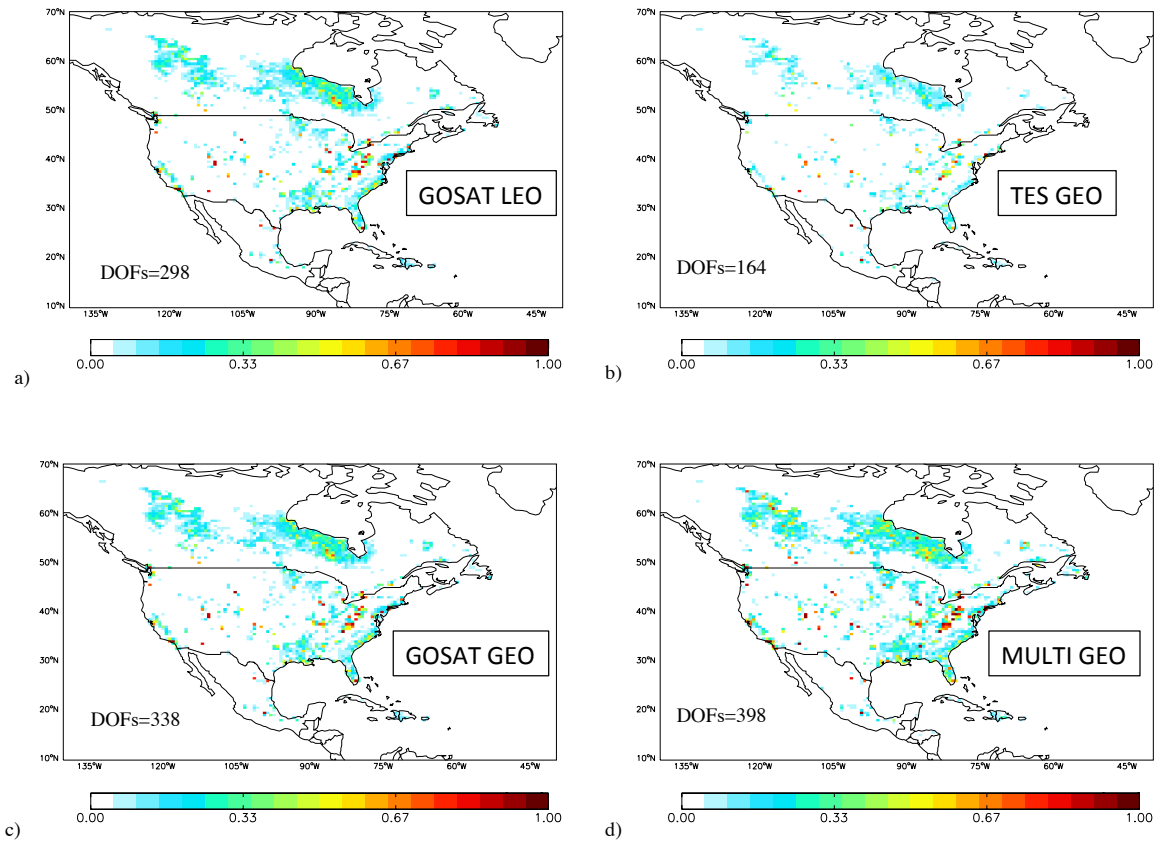 70°N
60°N
50°N
40°N
30°N
20°N
10°N
GOSAT LEO
DOFs=298
135°W 120°W 105°W 90°W 75°W 60°W 45°W
0.00 0.33 0.67 1.00
a)
70°N
60°N
50°N
40°N
30°N
20°N
10°N
TES GEO
DOFs=164
135°W 120°W 105°W 90°W 75°W 60°W 45°W
0.00 0.33 0.67 1.00
b)
70°N
60°N
50°N
40°N
30°N
20°N
10°N
GOSAT GEO
DOFs=338
135°W 120°W 105°W 90°W 75°W 60°W 45°W
0.00 0.33 0.67 1.00
c)
70°N
60°N
50°N
40°N
30°N
20°N
10°N
MULTI GEO
DOFs=398
135°W 120°W 105°W 90°W 75°W 60°W 45°W
0.00 0.33 0.67 1.00
d)